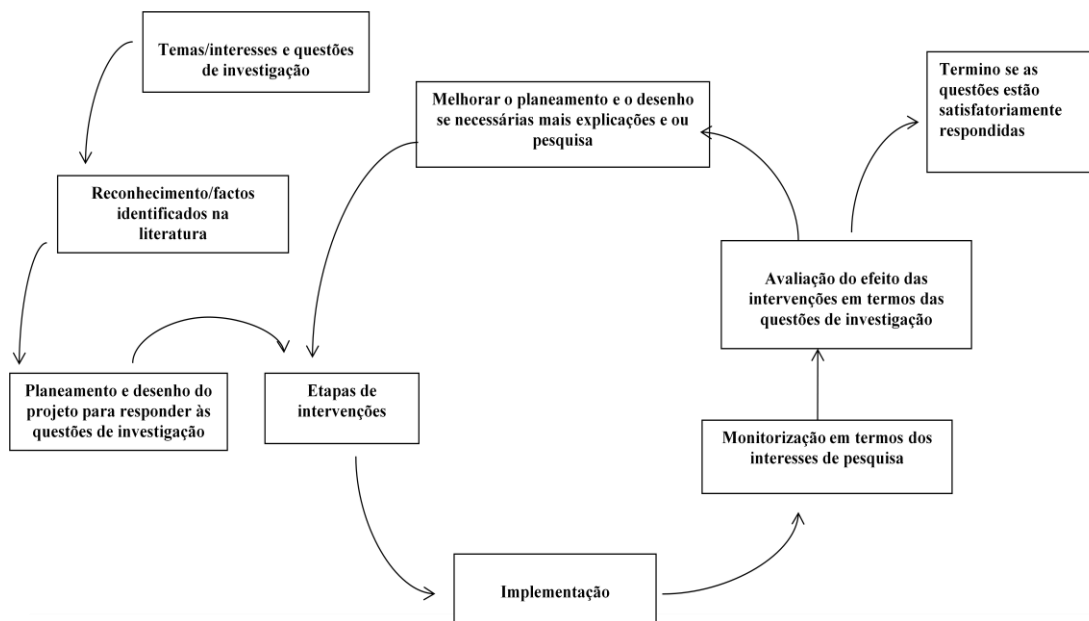 Temas/interesses e questões
de investigação
Reconhecimento/factos
identificados na
literatura
Planeamento e desenho do
projeto para responder às
questões de investigação
Etapas de
intervenções
Implementação
Monitorização em termos dos
interesses de pesquisa
Avaliação do efeito das
intervenções em termos das
questões de investigação
Melhorar o planeamento e o desenho
se necessárias mais explicações e ou
pesquisa
Termino se as
questões estão
satisfatoriamente
respondidas